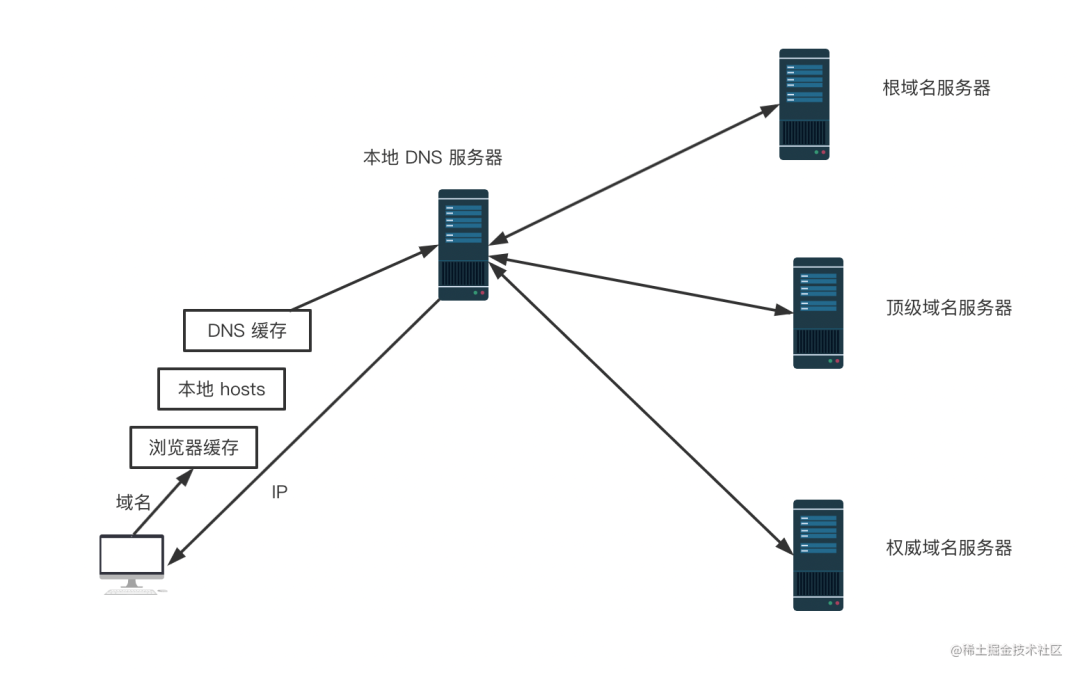 根域名服务器
本地 DNS 服务器
顶级域名服务器
DNS 缓存
本地 hosts
浏览器缓存
域名
IP
权威域名服务器
@稀土掘金技术社区